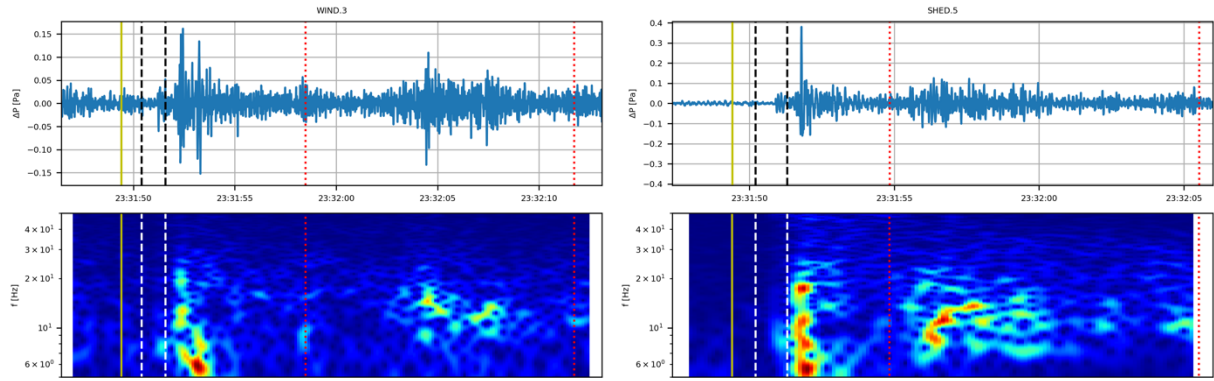 WIND.3
0.15
0.10
0.05
0.00
−0.05
−0.10
−0.15
ΔP [Pa]
23:31:50
23:31:55
23:32:00
23:32:05
23:32:10
4 × 10¹
3 × 10¹
2 × 10¹
10¹
6 × 10⁰
f [Hz]
SHED.5
0.4
0.3
0.2
0.1
0.0
−0.1
−0.2
−0.3
−0.4
ΔP [Pa]
23:31:50
23:31:55
23:32:00
23:32:05
4 × 10¹
3 × 10¹
2 × 10¹
10¹
6 × 10⁰
f [Hz]